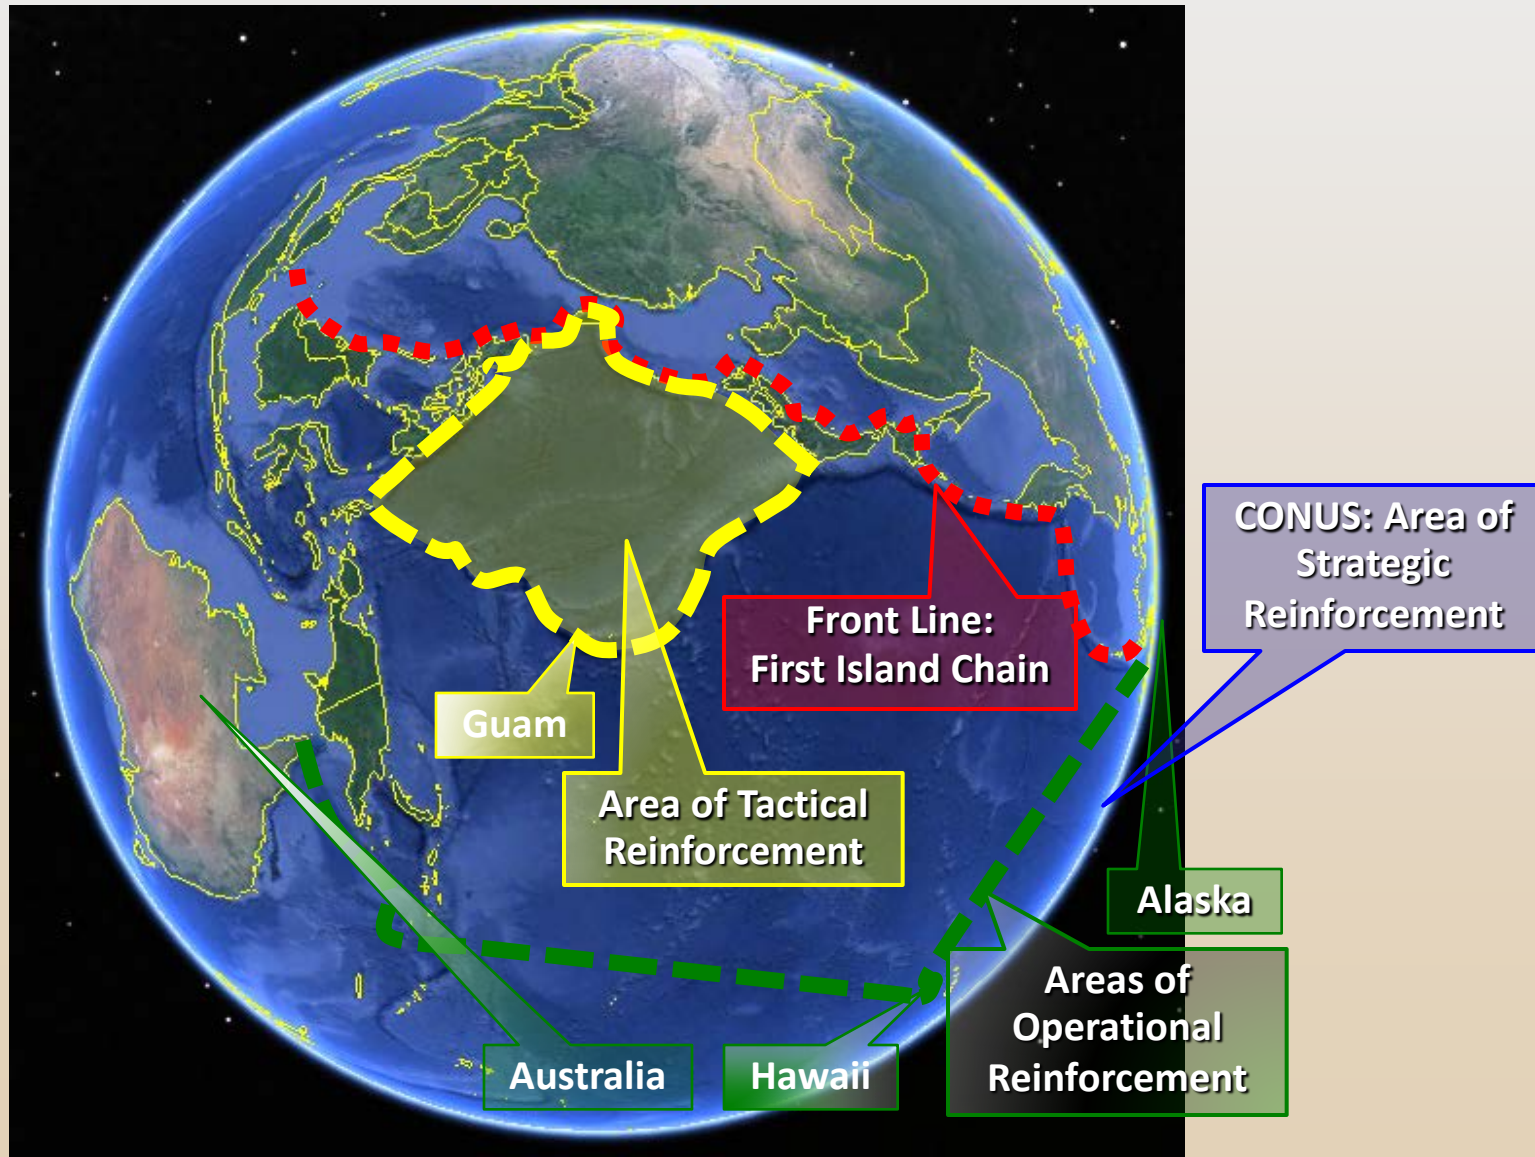 CONUS: Area of
Strategic
Reinforcement
Front Line:
First Island Chain
Guam
Area of Tactical
Reinforcement
Alaska
Areas of
Operational
Reinforcement
Australia
Hawaii